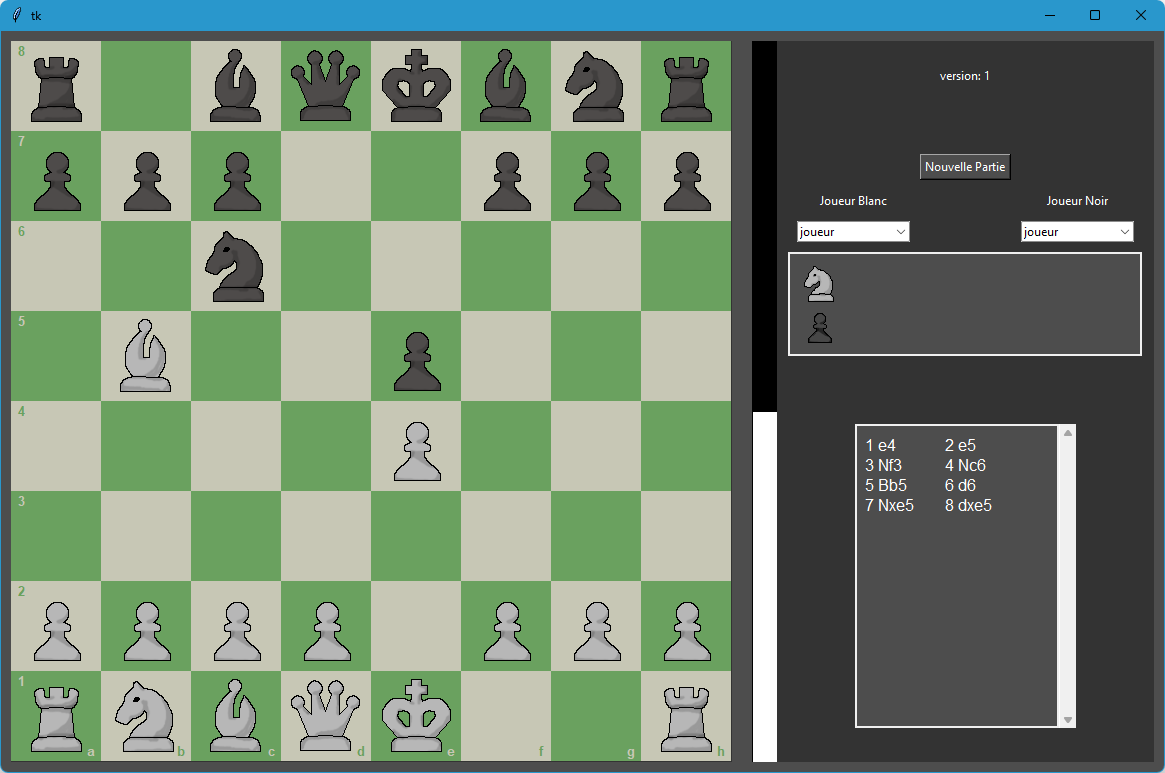 tk
8
7
6
5
4
3
2
1
a b c d e f g h
version: 1
Nouvelle Partie
Joueur Blanc Joueur Noir
joueur joueur
1 e4 2 e5
3 Nf3 4 Nc6
5 Bb5 6 d6
7 Nxe5 8 dxe5